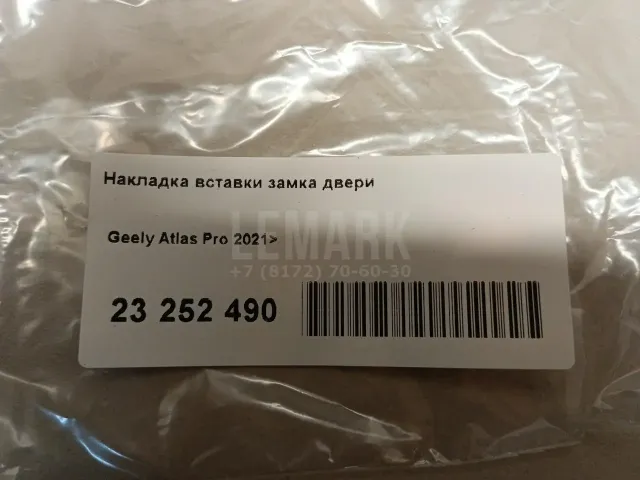 Накладка вставки замка двери
LEMARK
Geely Atlas Pro 2021>
+7 (8172) 70-60-30
23 252 490